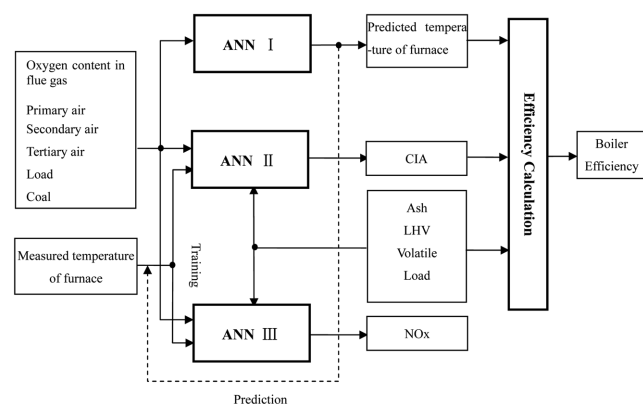 Oxygen content in
flue gas
Primary air
Secondary air
Tertiary air
Load
Coal
Measured temperature
of furnace
ANN Ⅰ
ANN Ⅱ
Training
ANN Ⅲ
Prediction
Predicted tempera
-ture of furnace
CIA
Ash
LHV
Volatile
Load
NOx
Efficiency Calculation
Boiler
Efficiency